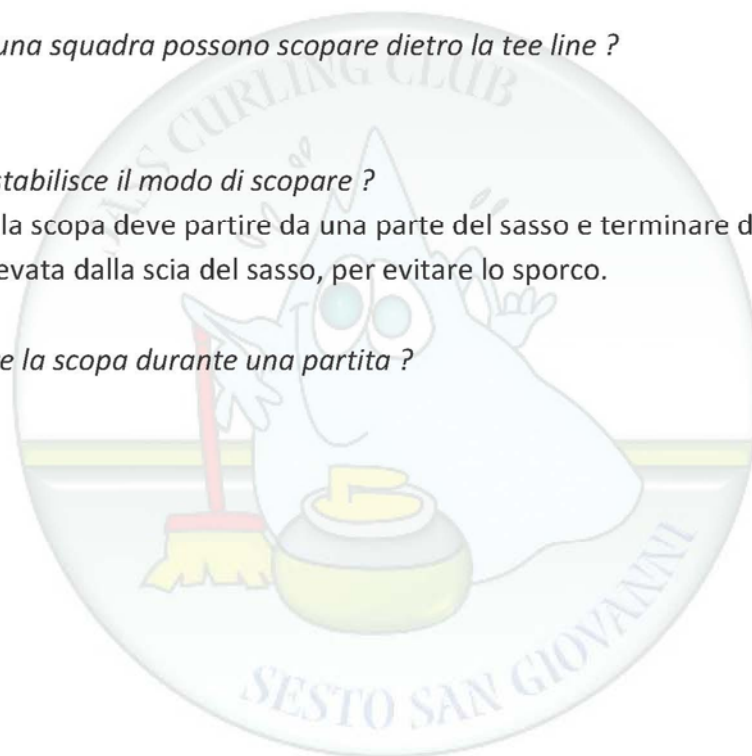 una squadra possono scopare dietro la tee line ?
CURLING CLUB
stabilisce il modo di scopare ?
la scopa deve partire da una parte del sasso e terminare d
evata dalla scia del sasso, per evitare lo sporco.
e la scopa durante una partita ?
SESTO SAN GIOVANNI